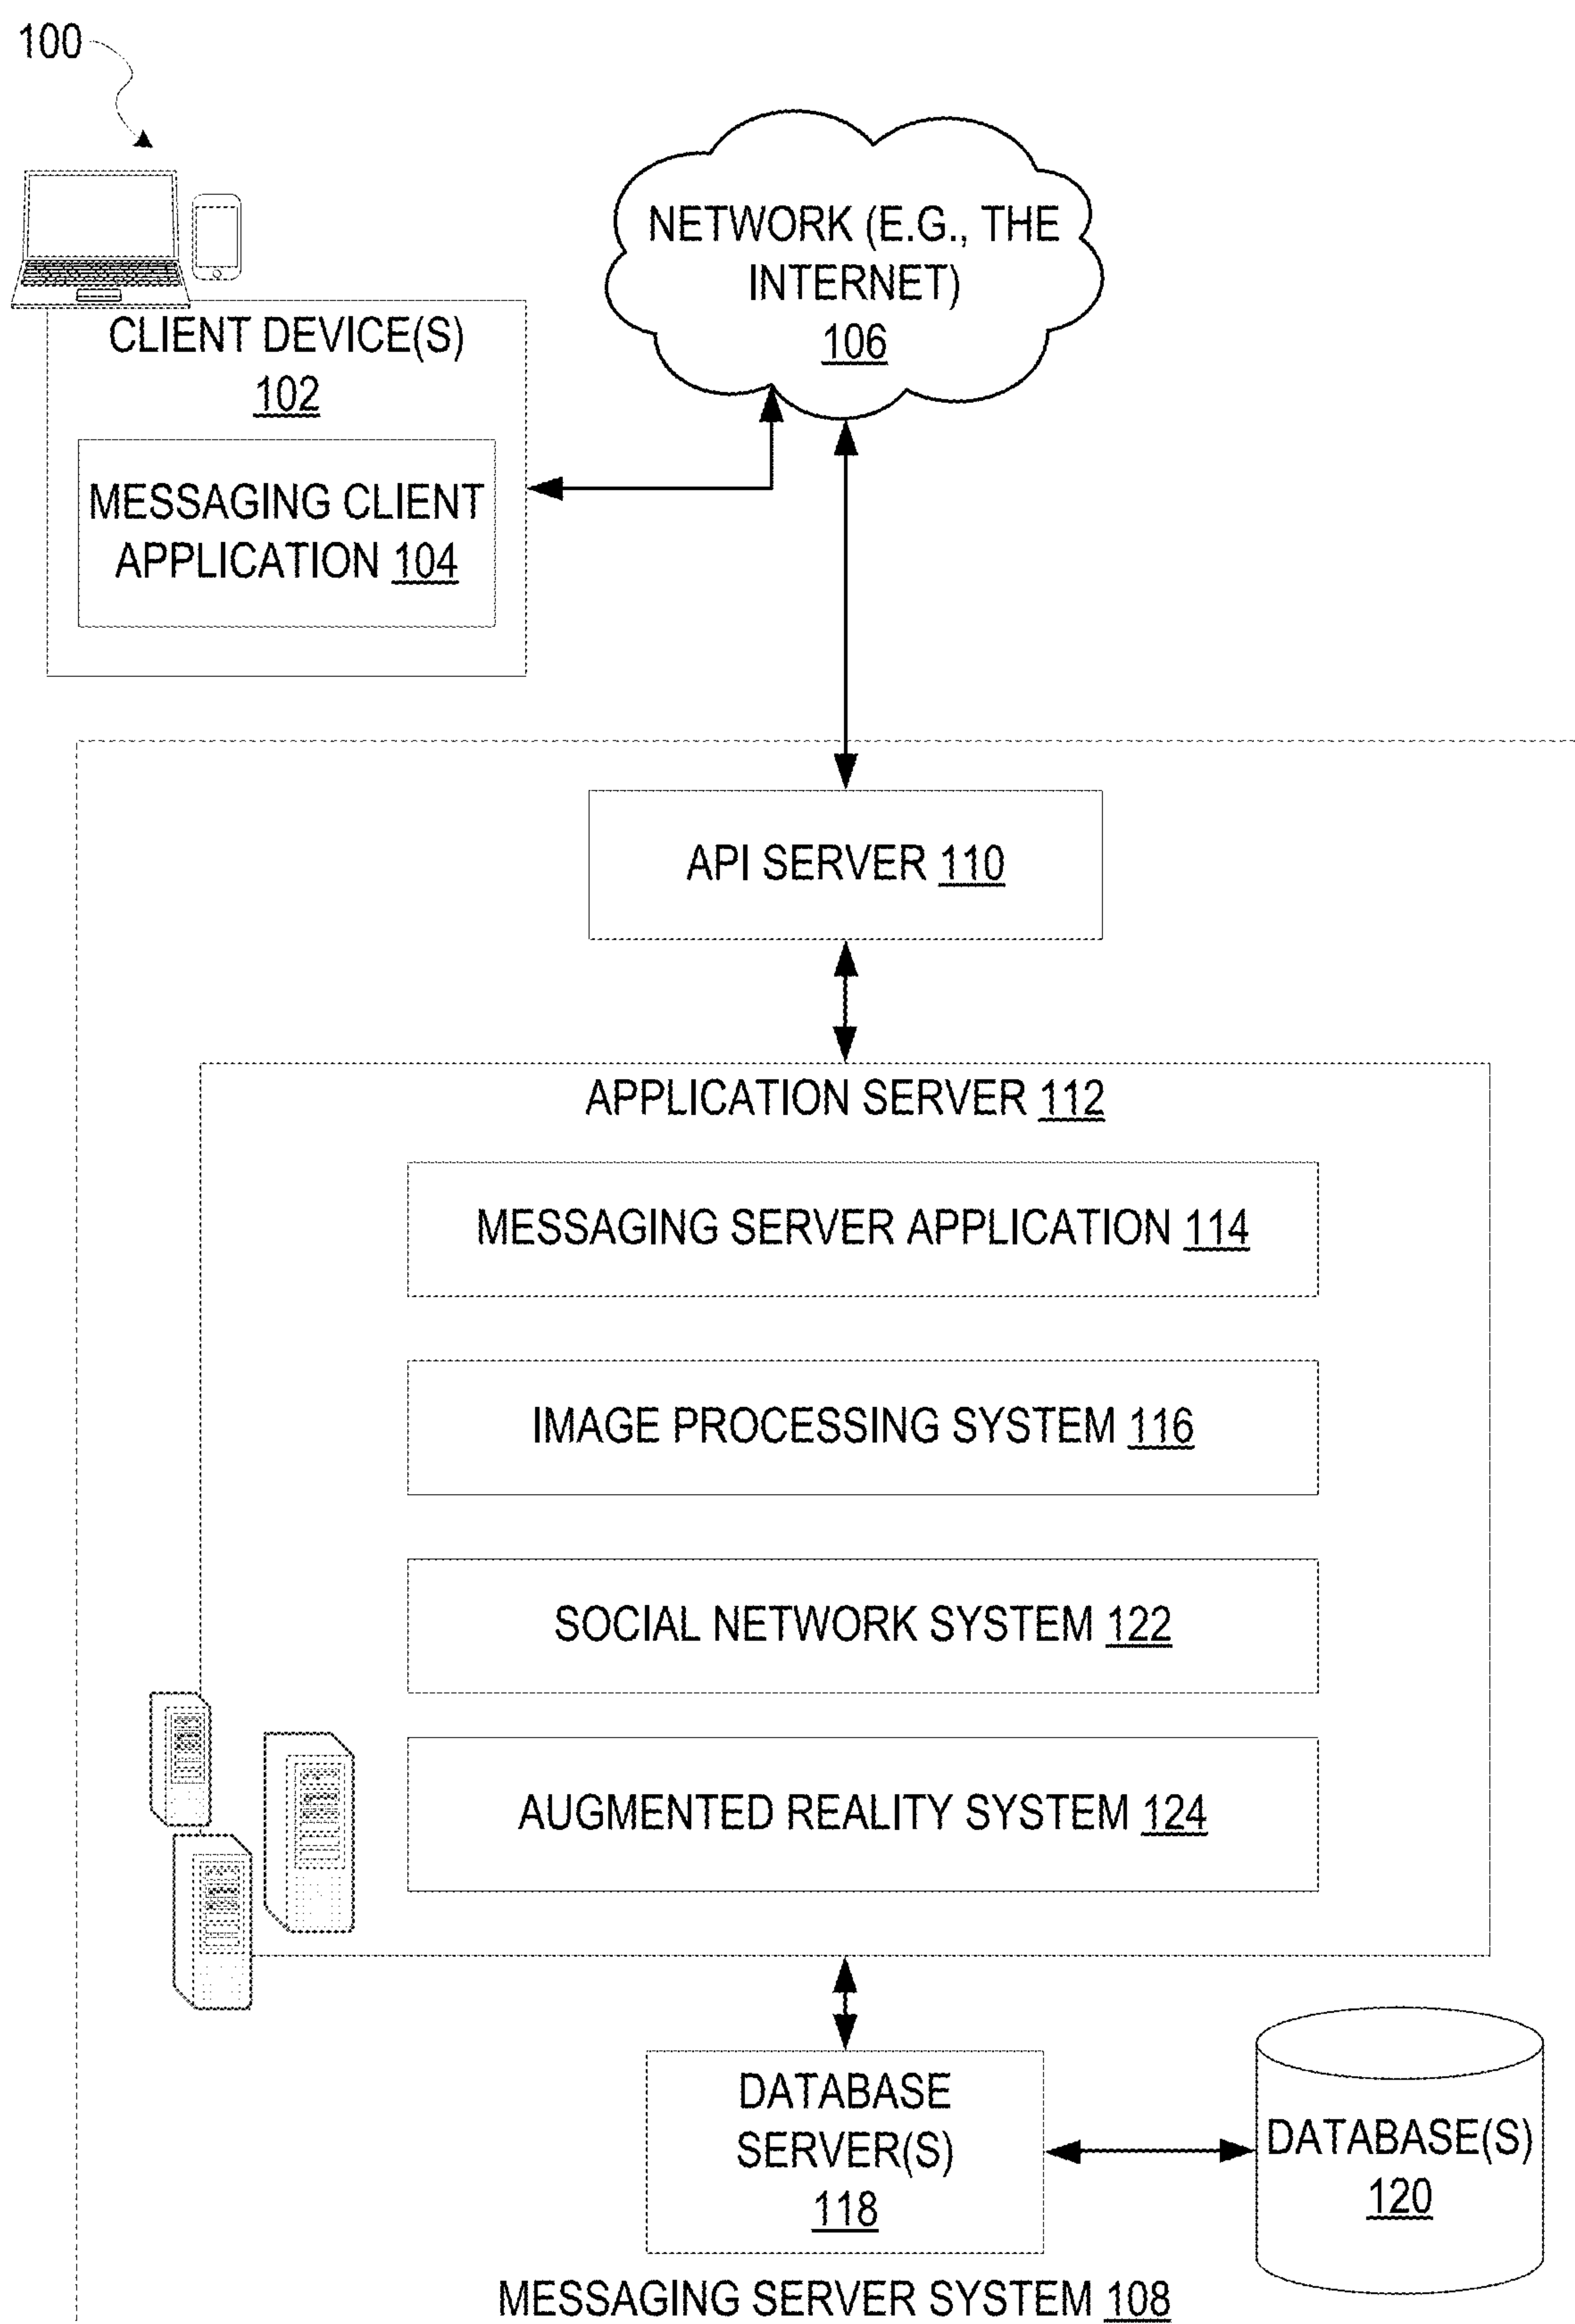 100
NETWORK (E.G., THE
INTERNET)
106
CLIENT DEVICE(S)
102
MESSAGING CLIENT
APPLICATION 104
API SERVER 110
APPLICATION SERVER 112
MESSAGING SERVER APPLICATION 114
IMAGE PROCESSING SYSTEM 116
SOCIAL NETWORK SYSTEM 122
AUGMENTED REALITY SYSTEM 124
DATABASE
SERVER(S)
118
DATABASE(S)
120
MESSAGING SERVER SYSTEM 108